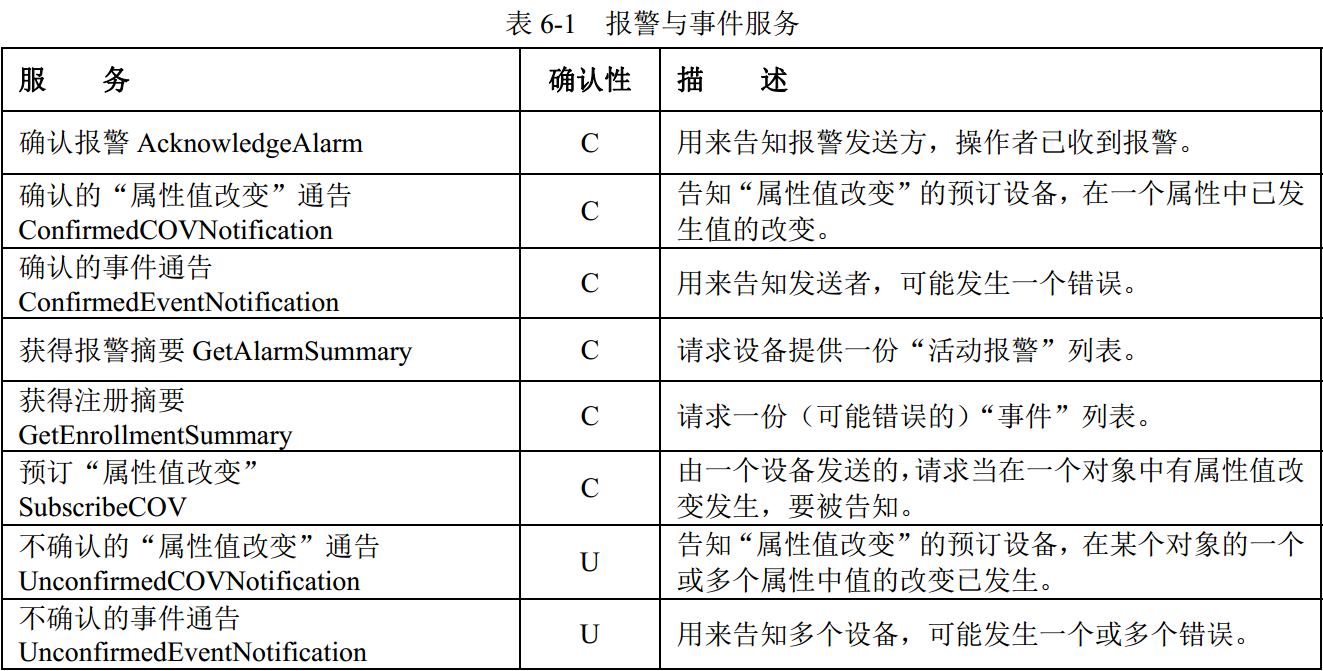 表 6-1 报警与事件服务
服 务 确认性 描 述
确认报警 AcknowledgeAlarm C 用来告知报警发送方，操作者已收到报警。
确认的“属性值改变”通告
ConfirmedCOVNotification
C
告知“属性值改变”的预订设备，在一个属性中已发
生值的改变。
确认的事件通告
ConfirmedEventNotification
C
用来告知发送者，可能发生一个错误。
获得报警摘要 GetAlarmSummary C 请求设备提供一份“活动报警”列表。
获得注册摘要
GetEnrollmentSummary
C
请求一份（可能错误的）“事件”列表。
预订“属性值改变”
SubscribeCOV
C
由一个设备发送的，请求当在一个对象中有属性值改
变发生，要被告知。
不确认的“属性值改变”通告
UnconfirmedCOVNotification
U
告知“属性值改变”的预订设备，在某个对象的一个
或多个属性中值的改变已发生。
不确认的事件通告
UnconfirmedEventNotification
U
用来告知多个设备，可能发生一个或多个错误。